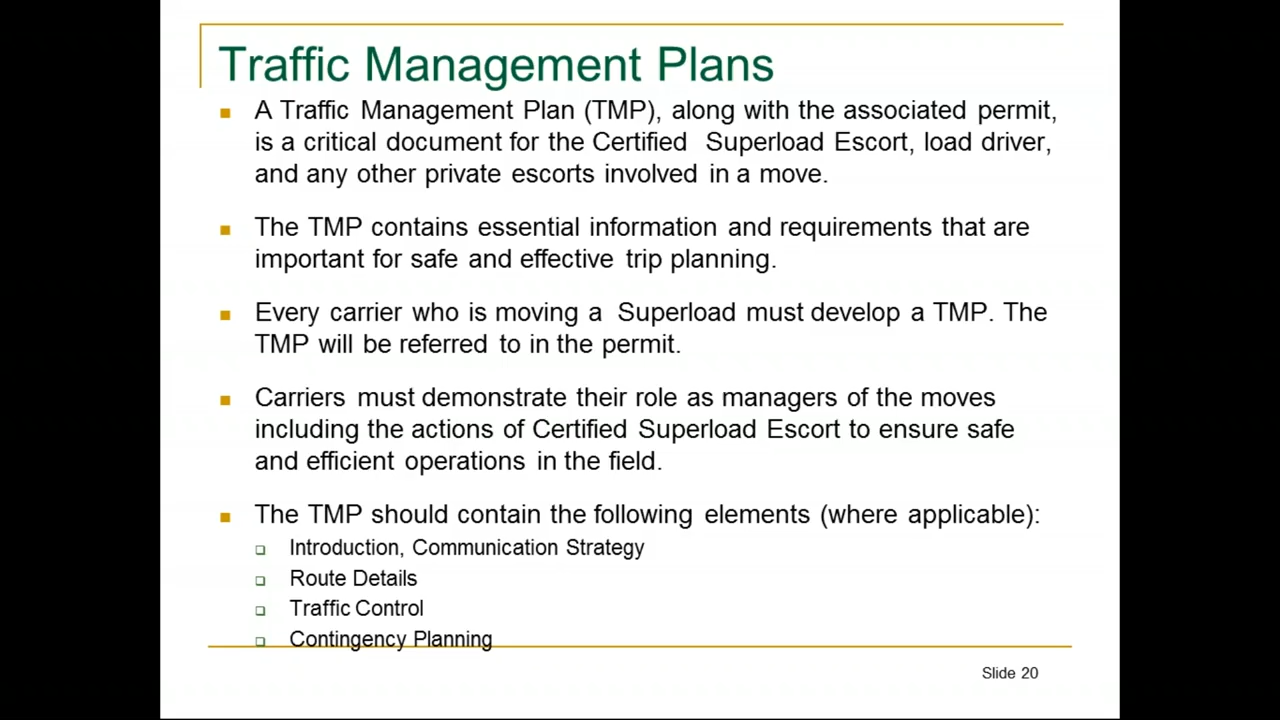 Traffic Management Plans
A Traffic Management Plan (TMP), along with the associated permit,
is a critical document for the Certified Superload Escort, load driver,
and any other private escorts involved in a move.
The TMP contains essential information and requirements that are
important for safe and effective trip planning.
Every carrier who is moving a Superload must develop a TMP. The
TMP will be referred to in the permit.
Carriers must demonstrate their role as managers of the moves
including the actions of Certified Superload Escort to ensure safe
and efficient operations in the field.
The TMP should contain the following elements (where applicable):
Introduction, Communication Strategy
Route Details
Traffic Control
Contingency Planning
Slide 20